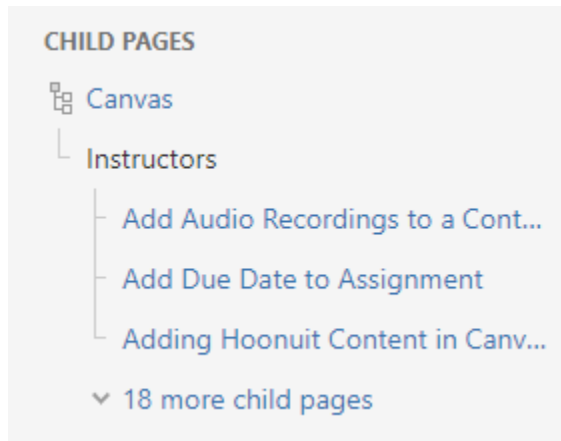 CHILD PAGES
Canvas
Instructors
Add Audio Recordings to a Cont...
Add Due Date to Assignment
Adding Hoonuit Content in Canv...
18 more child pages